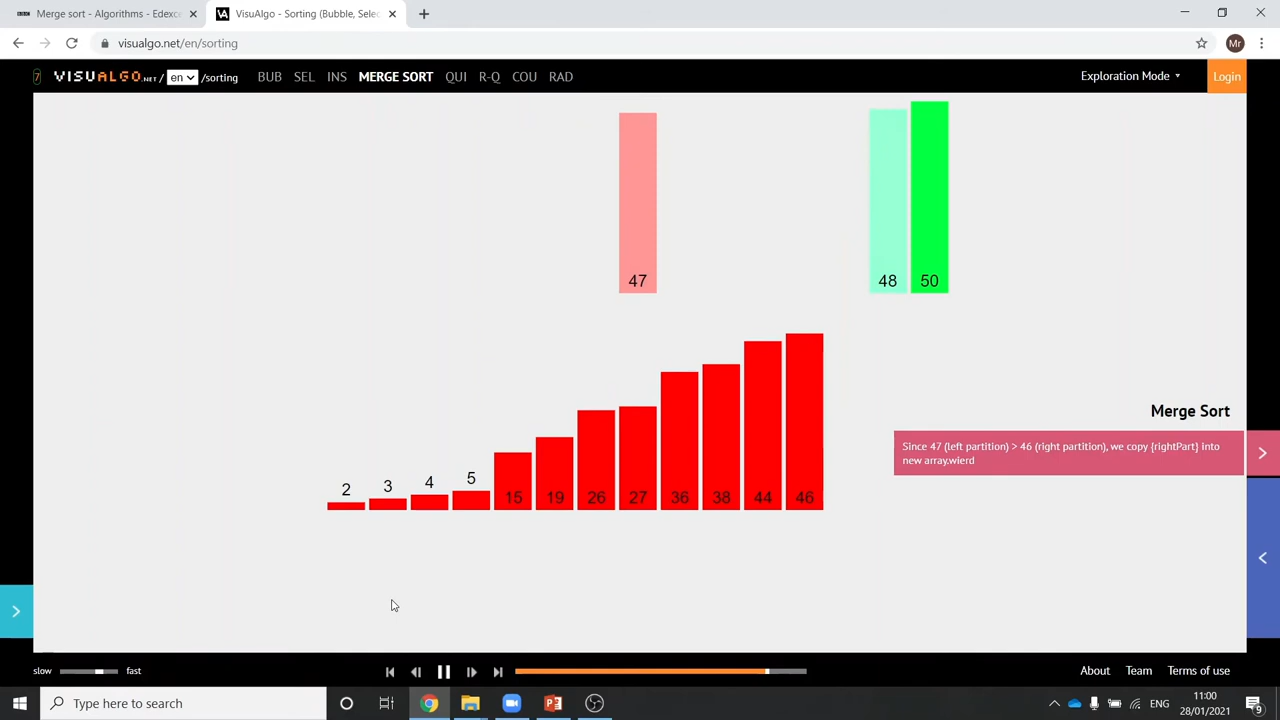 Merge sort - Algorithms - Edexce
VisuAlgo - Sorting (Bubble, Selec
visualgo.net/en/sorting
Mr
7 VISUALGO.NET / en /sorting BUB SEL INS MERGE SORT QUI R-Q COU RAD Exploration Mode Login
47 48 50
2 3 4 5 15 19 26 27 36 38 44 46
Merge Sort
Since 47 (left partition) > 46 (right partition), we copy {rightPart} into
new array.wierd
slow fast About Team Terms of use
Type here to search
ENG
11:00
28/01/2021
9